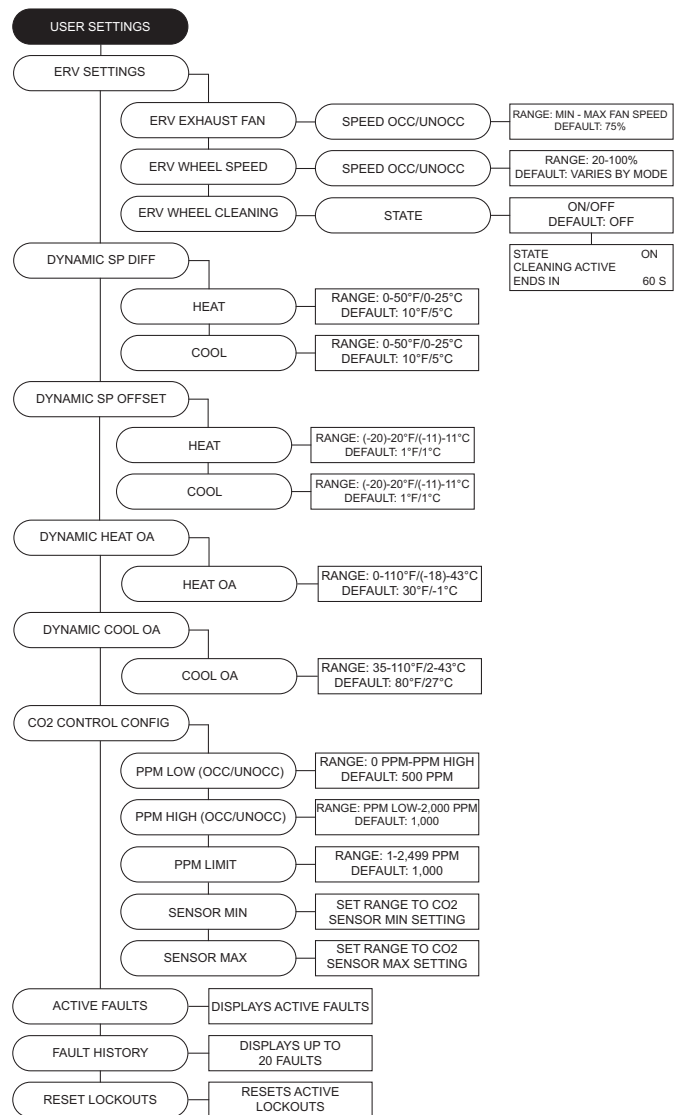 USER SETTINGS
ERV SETTINGS
ERV EXHAUST FAN
SPEED OCC/UNOCC
RANGE: MIN - MAX FAN SPEED
DEFAULT: 75%
ERV WHEEL SPEED
SPEED OCC/UNOCC
RANGE: 20-100%
DEFAULT: VARIES BY MODE
ERV WHEEL CLEANING
STATE
ON/OFF
DEFAULT: OFF
STATE ON
CLEANING ACTIVE
ENDS IN 60 S
DYNAMIC SP DIFF
HEAT
RANGE: 0-50°F/0-25°C
DEFAULT: 10°F/5°C
COOL
RANGE: 0-50°F/0-25°C
DEFAULT: 10°F/5°C
DYNAMIC SP OFFSET
HEAT
RANGE: (-20)-20°F/(-11)-11°C
DEFAULT: 1°F/1°C
COOL
RANGE: (-20)-20°F/(-11)-11°C
DEFAULT: 1°F/1°C
DYNAMIC HEAT OA
HEAT OA
RANGE: 0-110°F/(-18)-43°C
DEFAULT: 30°F/-1°C
DYNAMIC COOL OA
COOL OA
RANGE: 35-110°F/2-43°C
DEFAULT: 80°F/27°C
CO2 CONTROL CONFIG
PPM LOW (OCC/UNOCC)
RANGE: 0 PPM-PPM HIGH
DEFAULT: 500 PPM
PPM HIGH (OCC/UNOCC)
RANGE: PPM LOW-2,000 PPM
DEFAULT: 1,000
PPM LIMIT
RANGE: 1-2,499 PPM
DEFAULT: 1,000
SENSOR MIN
SET RANGE TO CO2
SENSOR MIN SETTING
SENSOR MAX
SET RANGE TO CO2
SENSOR MAX SETTING
ACTIVE FAULTS
DISPLAYS ACTIVE FAULTS
FAULT HISTORY
DISPLAYS UP TO
20 FAULTS
RESET LOCKOUTS
RESETS ACTIVE
LOCKOUTS